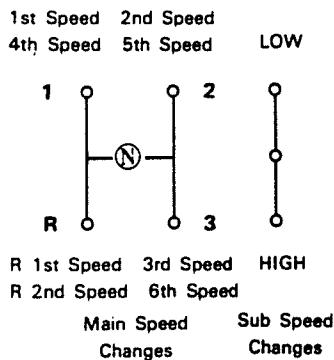 1st Speed 2nd Speed
4th Speed 5th Speed LOW
1 2
N
R 3
R 1st Speed 3rd Speed HIGH
R 2nd Speed 6th Speed
Main Speed Sub Speed
Changes Changes